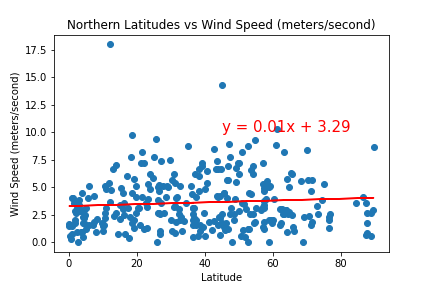 Northern Latitudes vs Wind Speed (meters/second)
17.5
15.0
12.5
10.0
7.5
5.0
2.5
0.0
Wind Speed (meters/second)
y = 0.01x + 3.29
0 20 40 60 80
Latitude